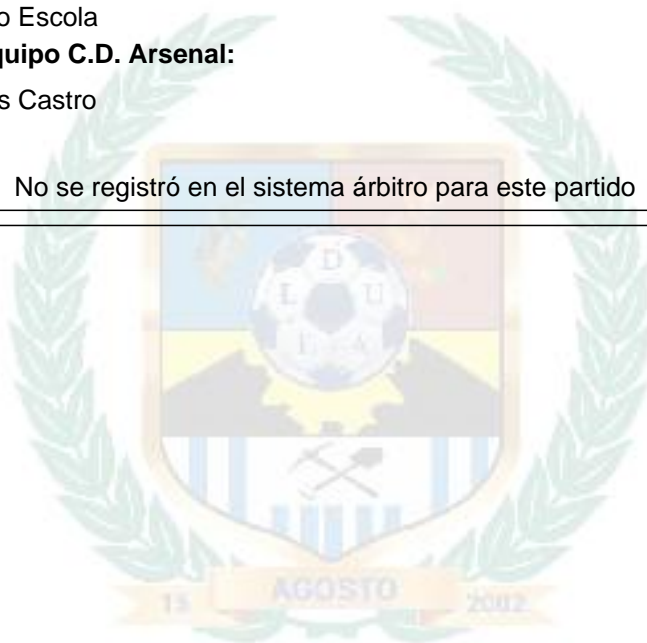 o Escola
quipo C.D. Arsenal:
s Castro
No se registró en el sistema árbitro para este partido
D
L U
E A
15 AGOSTO 2002